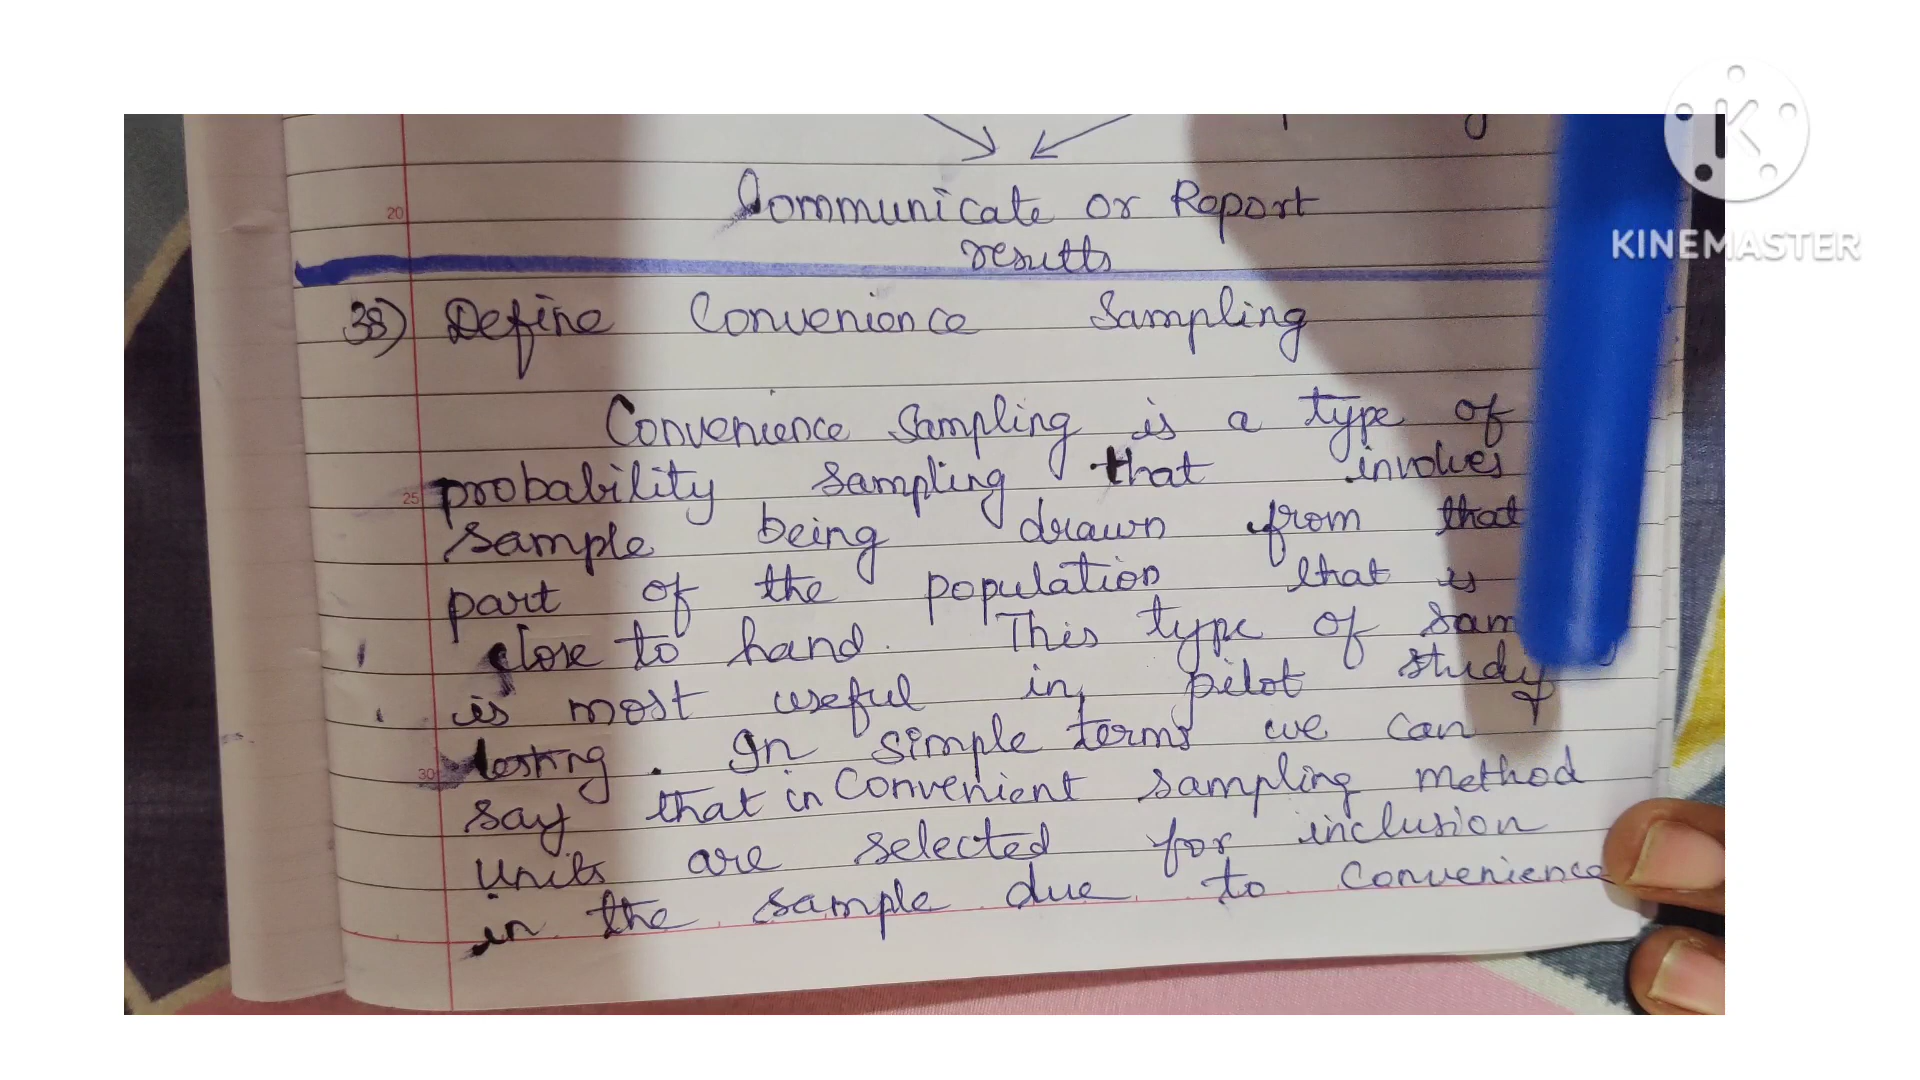 Communicate or Report
results
38) Define Convenience Sampling
Convenience Sampling is a type of
probability sampling that involves
sample being drawn from that
part of the population that is
close to hand. This type of sam
is most useful in pilot study
testing. In simple terms we can
say that in Convenient sampling method
Units are selected for inclusion
in the sample due to convenience
20
25
30
KINEMASTER